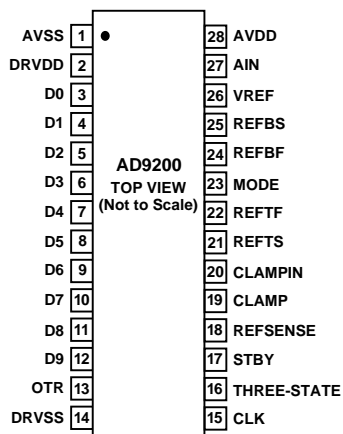 AVSS 1
DRVDD 2
D0 3
D1 4
D2 5
D3 6
D4 7
D5 8
D6 9
D7 10
D8 11
D9 12
OTR 13
DRVSS 14
AD9200
TOP VIEW
(Not to Scale)
28 AVDD
27 AIN
26 VREF
25 REFBS
24 REFBF
23 MODE
22 REFTF
21 REFTS
20 CLAMPIN
19 CLAMP
18 REFSENSE
17 STBY
16 THREE-STATE
15 CLK